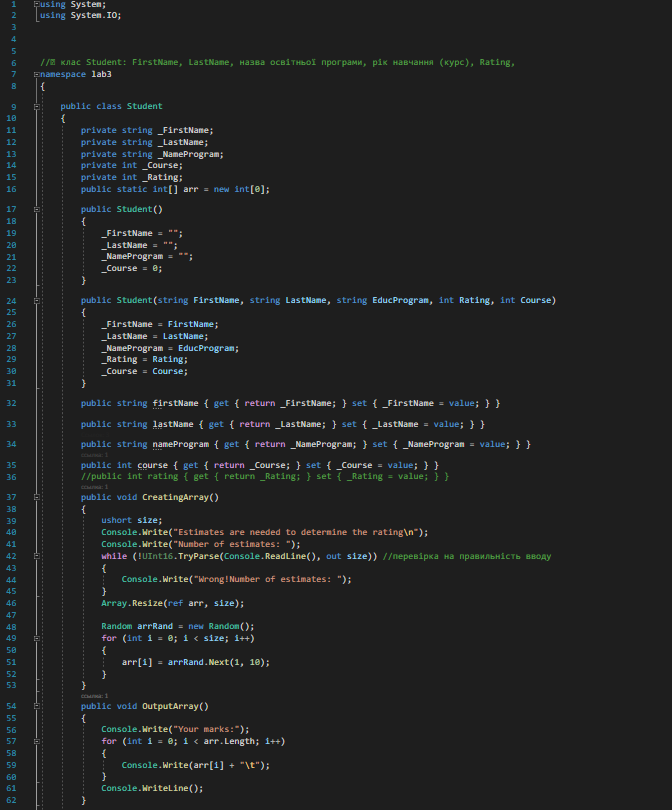 1 using System;
2 using System.IO;
3
4
5
6 // клас Student: FirstName, LastName, назва освітньої програми, рік навчання (курс), Rating,
7 namespace lab3
8 {
9 public class Student
10 {
11 private string _FirstName;
12 private string _LastName;
13 private string _NameProgram;
14 private int _Course;
15 private int _Rating;
16 public static int[] arr = new int[0];
17 public Student()
18 {
19 _FirstName = "";
20 _LastName = "";
21 _NameProgram = "";
22 _Course = 0;
23 }
24 public Student(string FirstName, string LastName, string EducProgram, int Rating, int Course)
25 {
26 _FirstName = FirstName;
27 _LastName = LastName;
28 _NameProgram = EducProgram;
29 _Rating = Rating;
30 _Course = Course;
31 }
32 public string firstName { get { return _FirstName; } set { _FirstName = value; } }
33 public string lastName { get { return _LastName; } set { _LastName = value; } }
34 public string nameProgram { get { return _NameProgram; } set { _NameProgram = value; } }
ссылка: 1
35 public int course { get { return _Course; } set { _Course = value; } }
36 //public int rating { get { return _Rating; } set { _Rating = value; } }
ссылка: 1
37 public void CreatingArray()
38 {
39 ushort size;
40 Console.Write("Estimates are needed to determine the rating\n");
41 Console.Write("Number of estimates: ");
42 while (!UInt16.TryParse(Console.ReadLine(), out size)) //перевірка на правильність вводу
43 {
44 Console.Write("Wrong!Number of estimates: ");
45 }
46 Array.Resize(ref arr, size);
47
48 Random arrRand = new Random();
49 for (int i = 0; i < size; i++)
50 {
51 arr[i] = arrRand.Next(1, 10);
52 }
53 }
ссылка: 1
54 public void OutputArray()
55 {
56 Console.Write("Your marks:");
57 for (int i = 0; i < arr.Length; i++)
58 {
59 Console.Write(arr[i] + "\t");
60 }
61 Console.WriteLine();
62 }